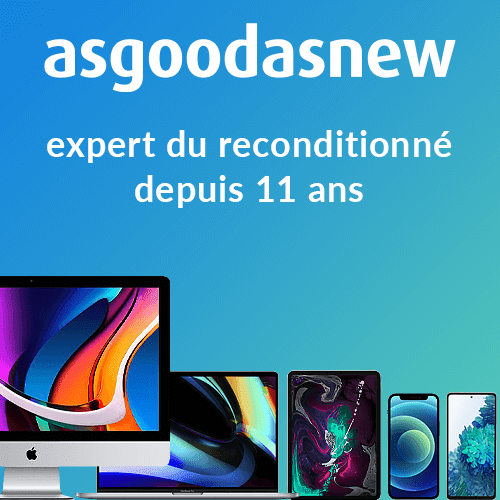 asgoodasnew
expert du reconditionné
depuis 11 ans